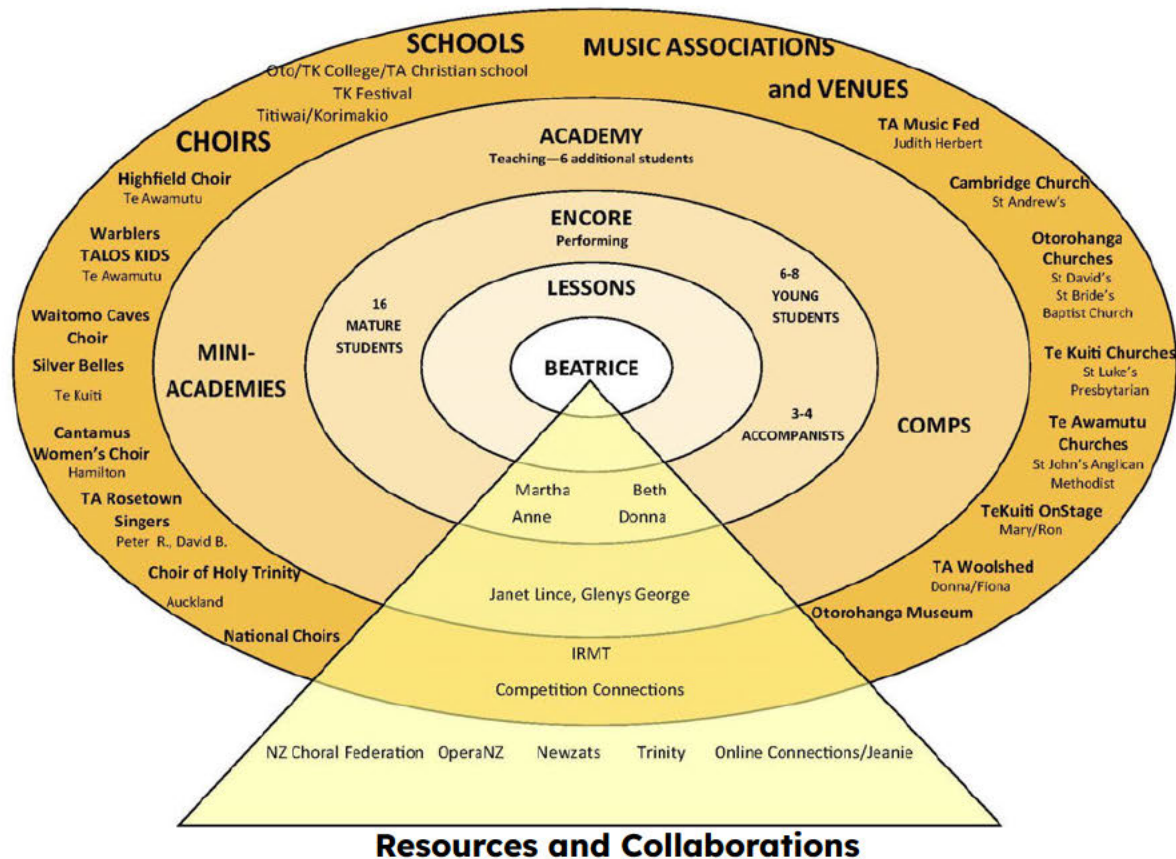 SCHOOLS
Oto/TK College/TA Christian school
TK Festival
Titiwai/Korimakio
MUSIC ASSOCIATIONS
and VENUES
CHOIRS
Highfield Choir
Te Awamutu
Warblers
TALOS KIDS
Te Awamutu
Waitomo Caves
Choir
Silver Belles
Te Kuiti
Cantamus
Women's Choir
Hamilton
TA Rosetown
Singers
Peter R., David B.
Choir of Holy Trinity
Auckland
National Choirs
TA Music Fed
Judith Herbert
Cambridge Church
St Andrew's
Otorohanga
Churches
St David's
St Bride's
Baptist Church
Te Kuiti Churches
St Luke's
Presbytarian
Te Awamutu
Churches
St John's Anglican
Methodist
TeKuiti OnStage
Mary/Ron
TA Woolshed
Donna/Fiona
Otorohanga Museum
ACADEMY
Teaching—6 additional students
MINI-
ACADEMIES
COMPS
ENCORE
Performing
16
MATURE
STUDENTS
6-8
YOUNG
STUDENTS
3-4
ACCOMPANISTS
LESSONS
BEATRICE
Martha Beth
Anne Donna
Janet Lince, Glenys George
IRMT
Competition Connections
NZ Choral Federation OperaNZ Newzats Trinity Online Connections/Jeanie
Resources and Collaborations